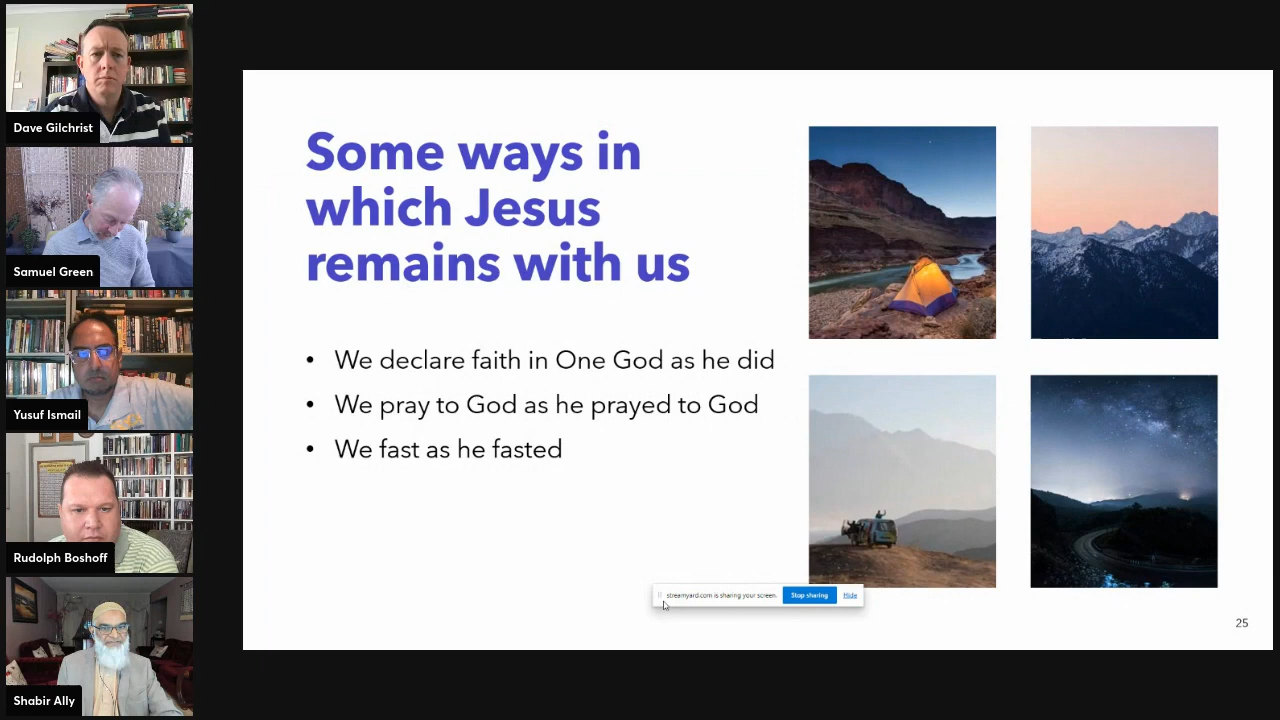 Dave Gilchrist
Samuel Green
Yusuf Ismail
Rudolph Boshoff
Shabir Ally
Some ways in
which Jesus
remains with us
• We declare faith in One God as he did
• We pray to God as he prayed to God
• We fast as he fasted
streamyard.com is sharing your screen.
Stop sharing
Hide
25